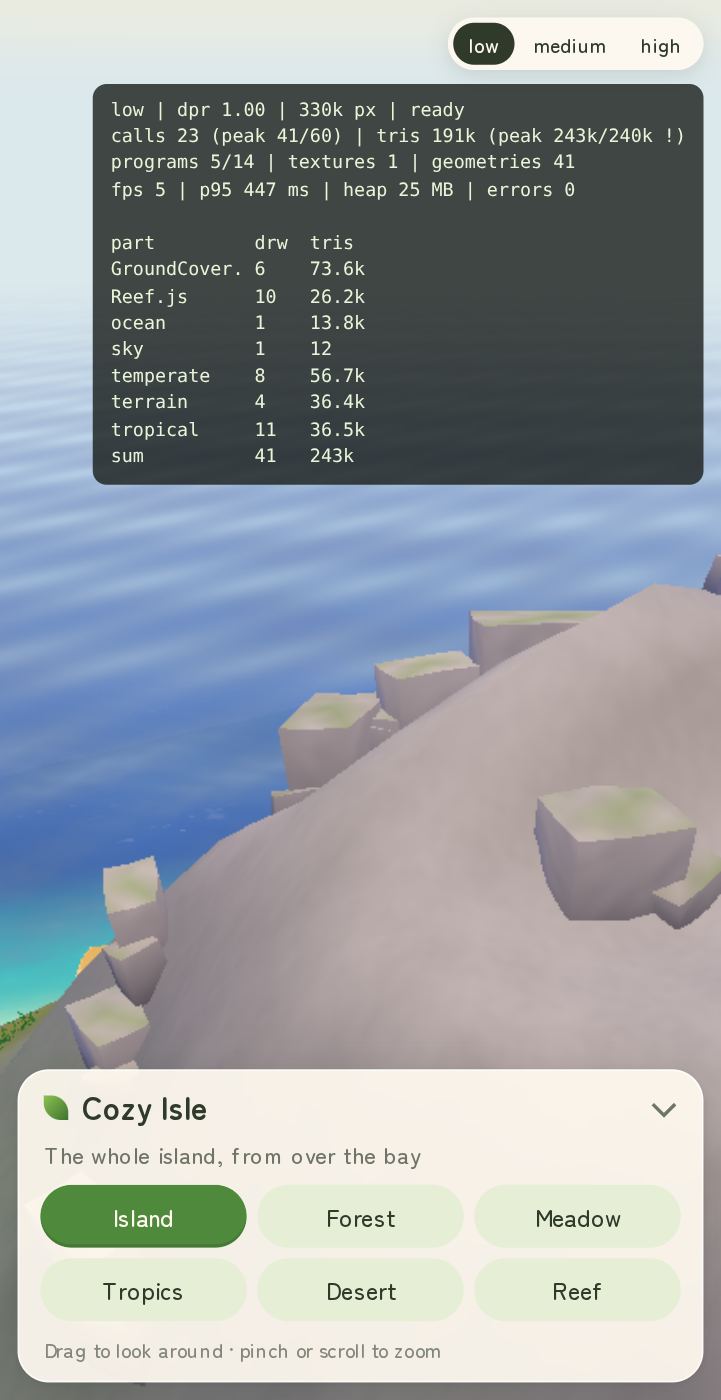 low medium high
low | dpr 1.00 | 330k px | ready
calls 23 (peak 41/60) | tris 191k (peak 243k/240k !)
programs 5/14 | textures 1 | geometries 41
fps 5 | p95 447 ms | heap 25 MB | errors 0
part drw tris
GroundCover. 6 73.6k
Reef.js 10 26.2k
ocean 1 13.8k
sky 1 12
temperate 8 56.7k
terrain 4 36.4k
tropical 11 36.5k
sum 41 243k
Cozy Isle
The whole island, from over the bay
Island Forest Meadow
Tropics Desert Reef
Drag to look around · pinch or scroll to zoom